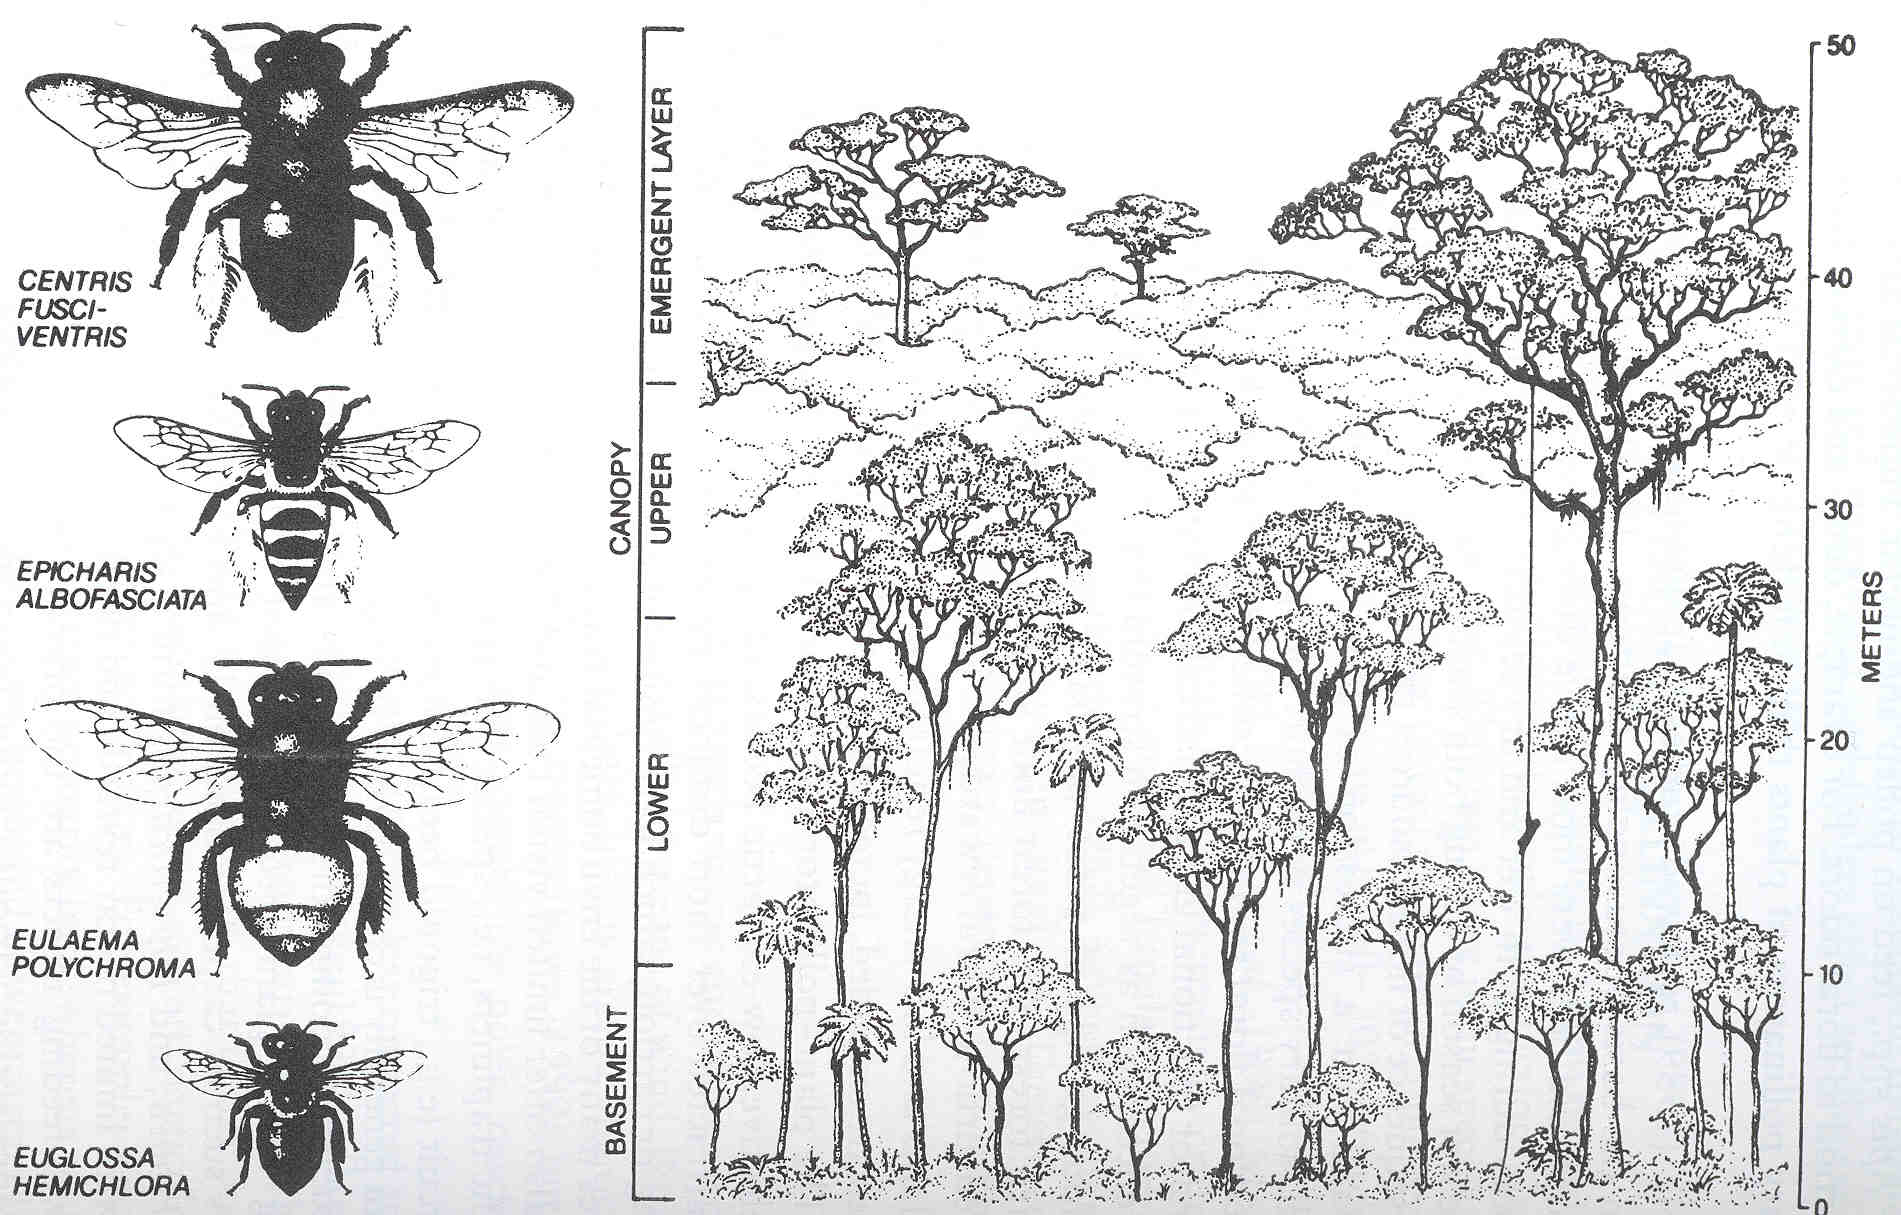 CENTRIS
FUSCI-
VENTRIS
EPICHARIS
ALBOFASCIATA
EULAEMA
POLYCHROMA
EUGLOSSA
HEMICHLORA
EMERGENT LAYER
CANOPY
UPPER
LOWER
BASEMENT
50
40
30
20
10
0
METERS